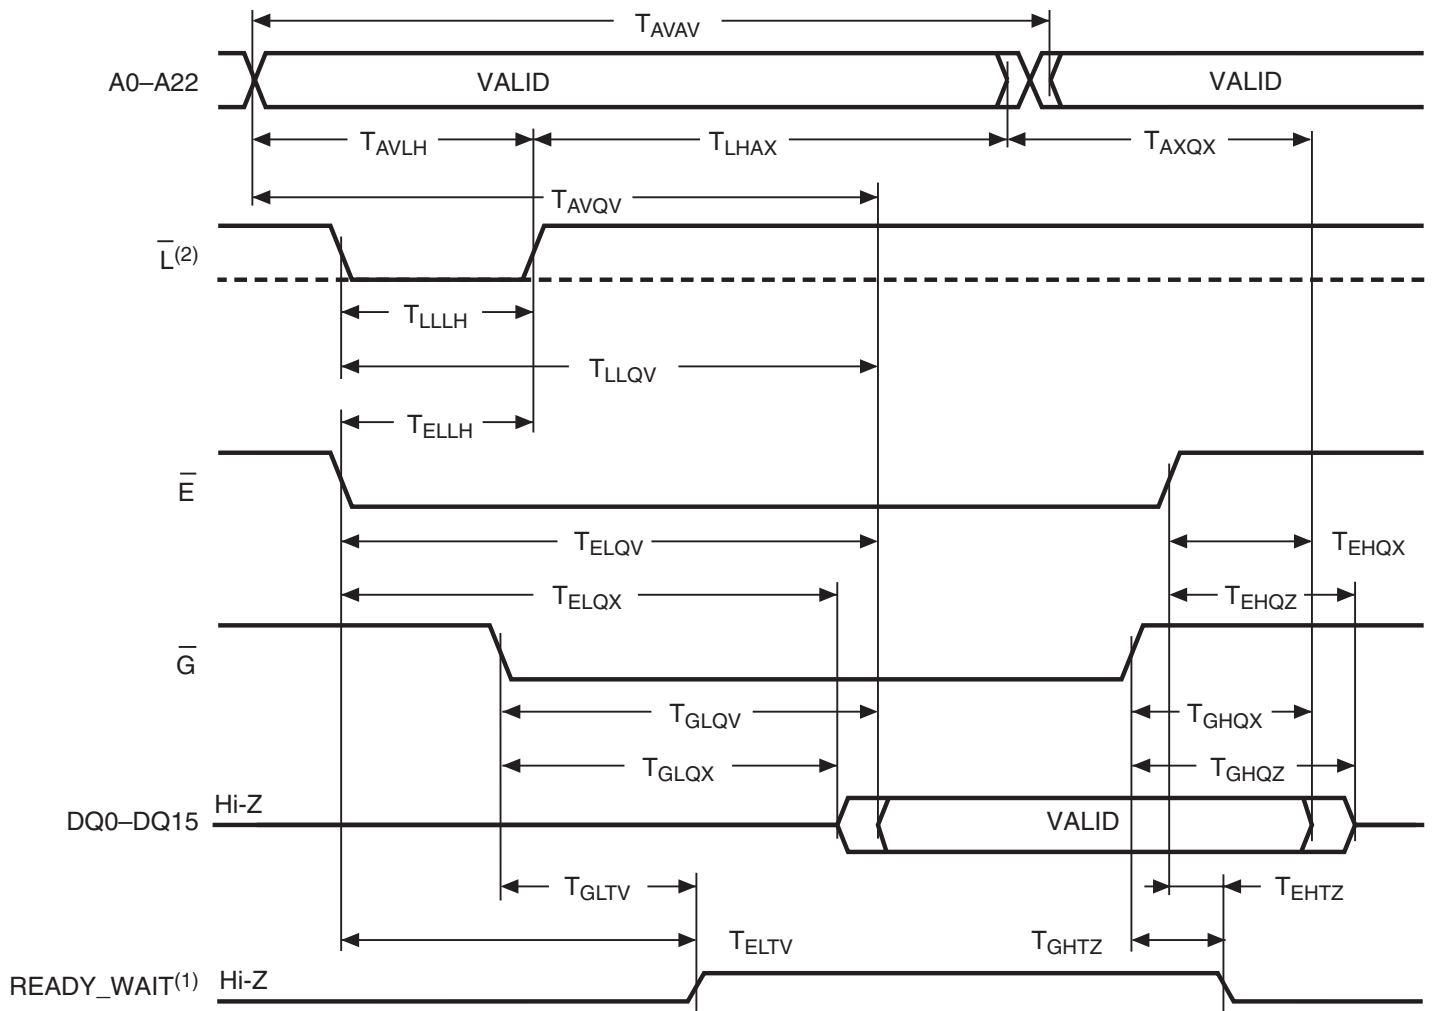 TAVAV
A0–A22 VALID VALID
TAVLH TLHAX TAXQX
TAVQV
L̅(2)
TLLLH
TLLQV
TELLH
E̅
TELQV TEHQX
TELQX TEHQZ
G̅
TGLQV TGHQX
TGLQX TGHQZ
Hi-Z
DQ0–DQ15 VALID
TGLTV TEHTZ
TELTV TGHTZ
READY_WAIT(1) Hi-Z